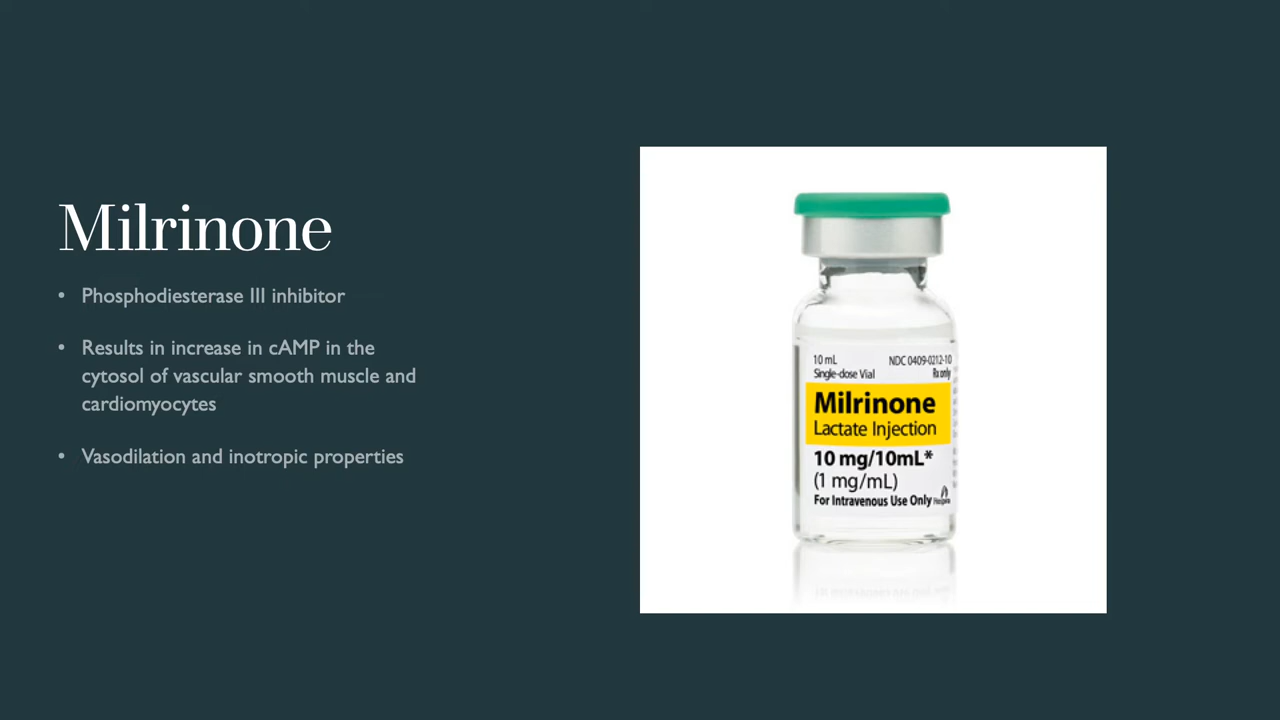 Milrinone
• Phosphodiesterase III inhibitor
• Results in increase in cAMP in the
cytosol of vascular smooth muscle and
cardiomyocytes
• Vasodilation and inotropic properties
10 mL NDC 0409-0212-10
Single-dose Vial Rx only
Milrinone
Lactate Injection
10 mg/10mL*
(1 mg/mL)
For Intravenous Use Only Hospira